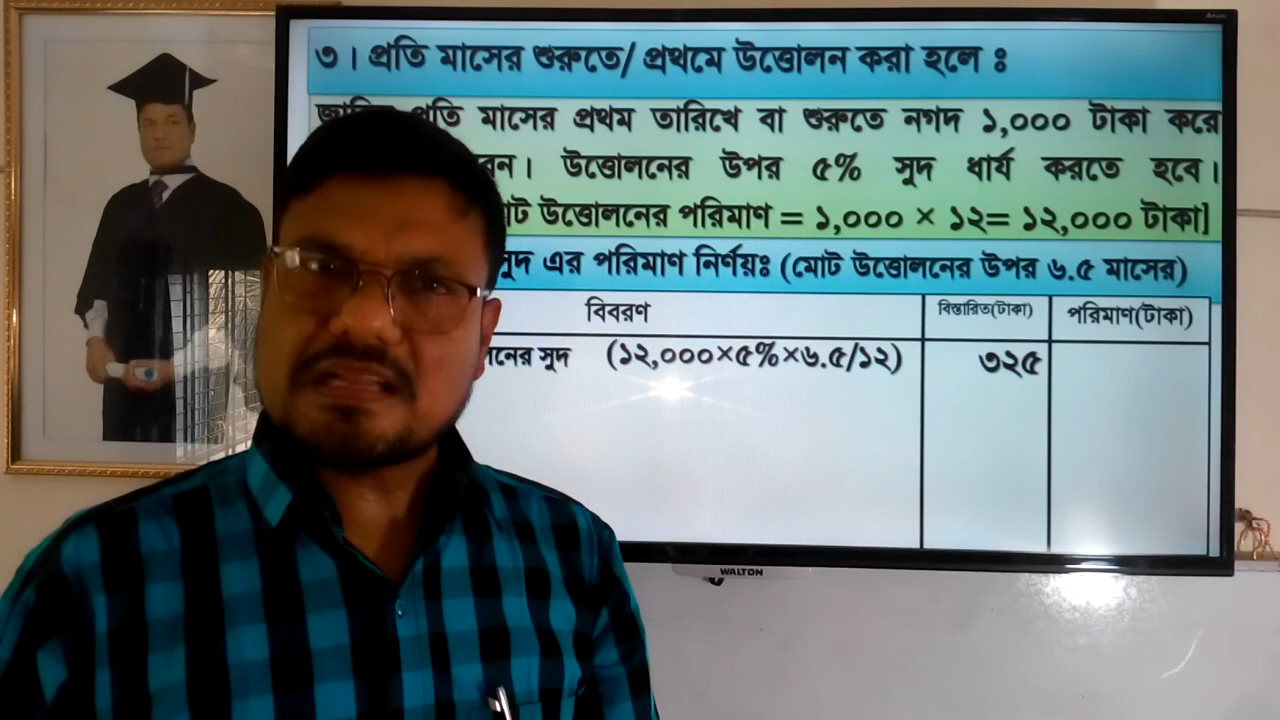 ৩। প্রতি মাসের শুরুতে/ প্রথমে উত্তোলন করা হলে ঃ
প্রতি মাসের প্রথম তারিখে বা শুরুতে নগদ ১,০০০ টাকা করে
উত্তোলনের উপর ৫% সুদ ধার্য করতে হবে।
উত্তোলনের পরিমাণ = ১,০০০ × ১২= ১২,০০০ টাকা]
সুদ এর পরিমাণ নির্ণয়ঃ (মোট উত্তোলনের উপর ৬.৫ মাসের)
বিবরণ বিস্তারিত(টাকা) পরিমাণ(টাকা)
সুদ (১২,০০০×৫%×৬.৫/১২) ৩২৫
WALTON